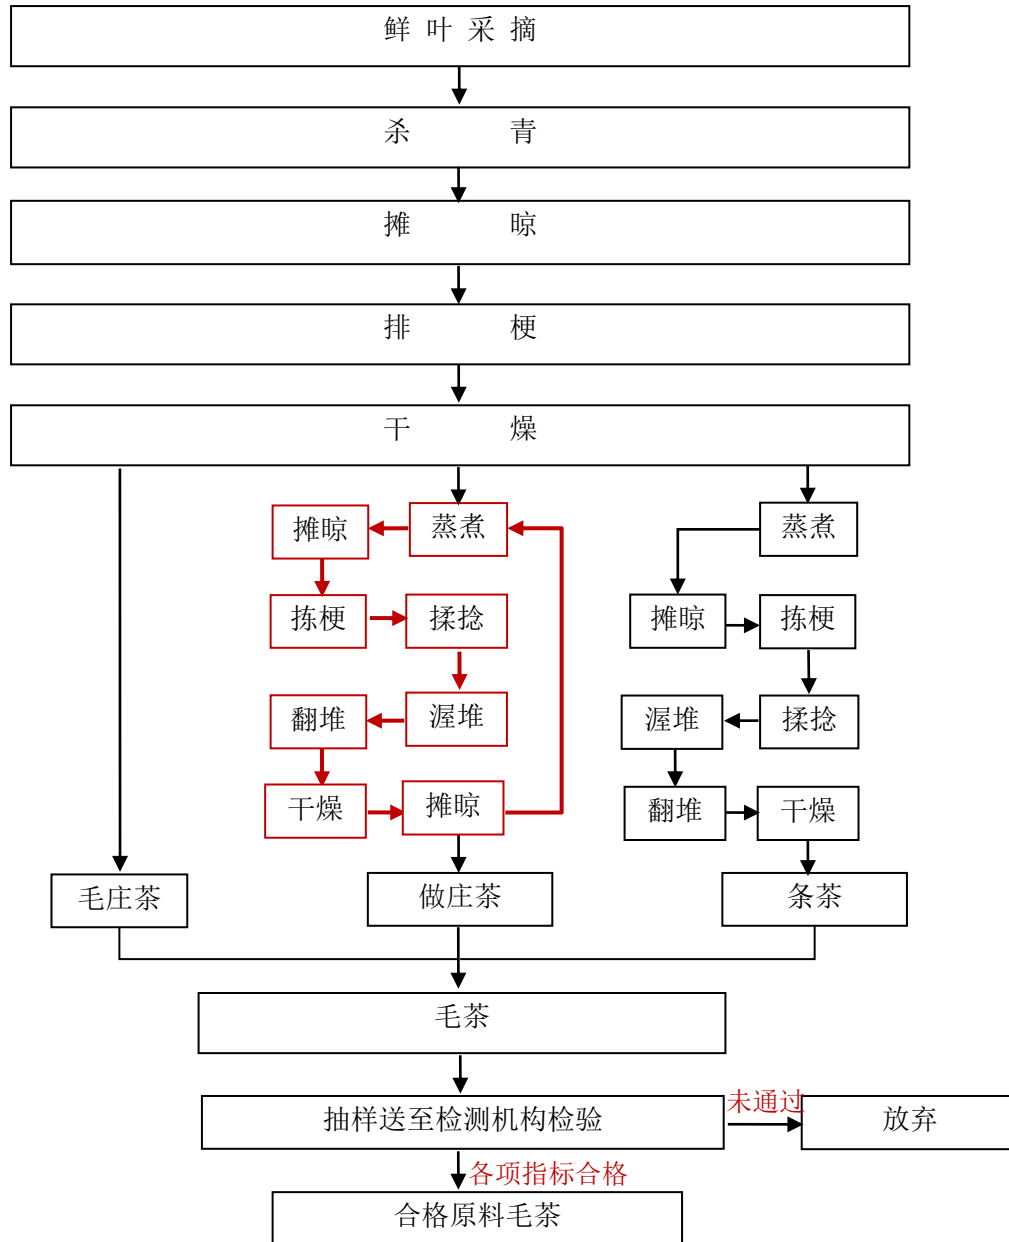 鲜叶采摘
杀青
摊晾
排梗
干燥
摊晾
蒸煮
蒸煮
拣梗
揉捻
摊晾
拣梗
翻堆
渥堆
渥堆
揉捻
干燥
摊晾
翻堆
干燥
毛庄茶
做庄茶
条茶
毛茶
抽样送至检测机构检验
未通过
放弃
各项指标合格
合格原料毛茶